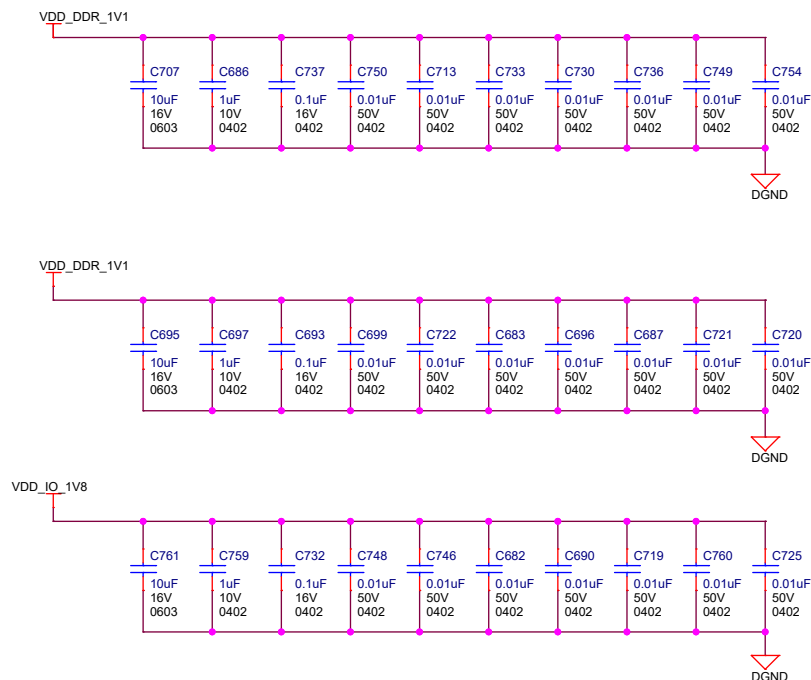 VDD_DDR_1V1
C707 C686 C737 C750 C713 C733 C730 C736 C749 C754
10uF 1uF 0.1uF 0.01uF 0.01uF 0.01uF 0.01uF 0.01uF 0.01uF 0.01uF
16V 10V 16V 50V 50V 50V 50V 50V 50V 50V
0603 0402 0402 0402 0402 0402 0402 0402 0402 0402
DGND
VDD_DDR_1V1
C695 C697 C693 C699 C722 C683 C696 C687 C721 C720
10uF 1uF 0.1uF 0.01uF 0.01uF 0.01uF 0.01uF 0.01uF 0.01uF 0.01uF
16V 10V 16V 50V 50V 50V 50V 50V 50V 50V
0603 0402 0402 0402 0402 0402 0402 0402 0402 0402
DGND
VDD_IO_1V8
C761 C759 C732 C748 C746 C682 C690 C719 C760 C725
10uF 1uF 0.1uF 0.01uF 0.01uF 0.01uF 0.01uF 0.01uF 0.01uF 0.01uF
16V 10V 16V 50V 50V 50V 50V 50V 50V 50V
0603 0402 0402 0402 0402 0402 0402 0402 0402 0402
DGND